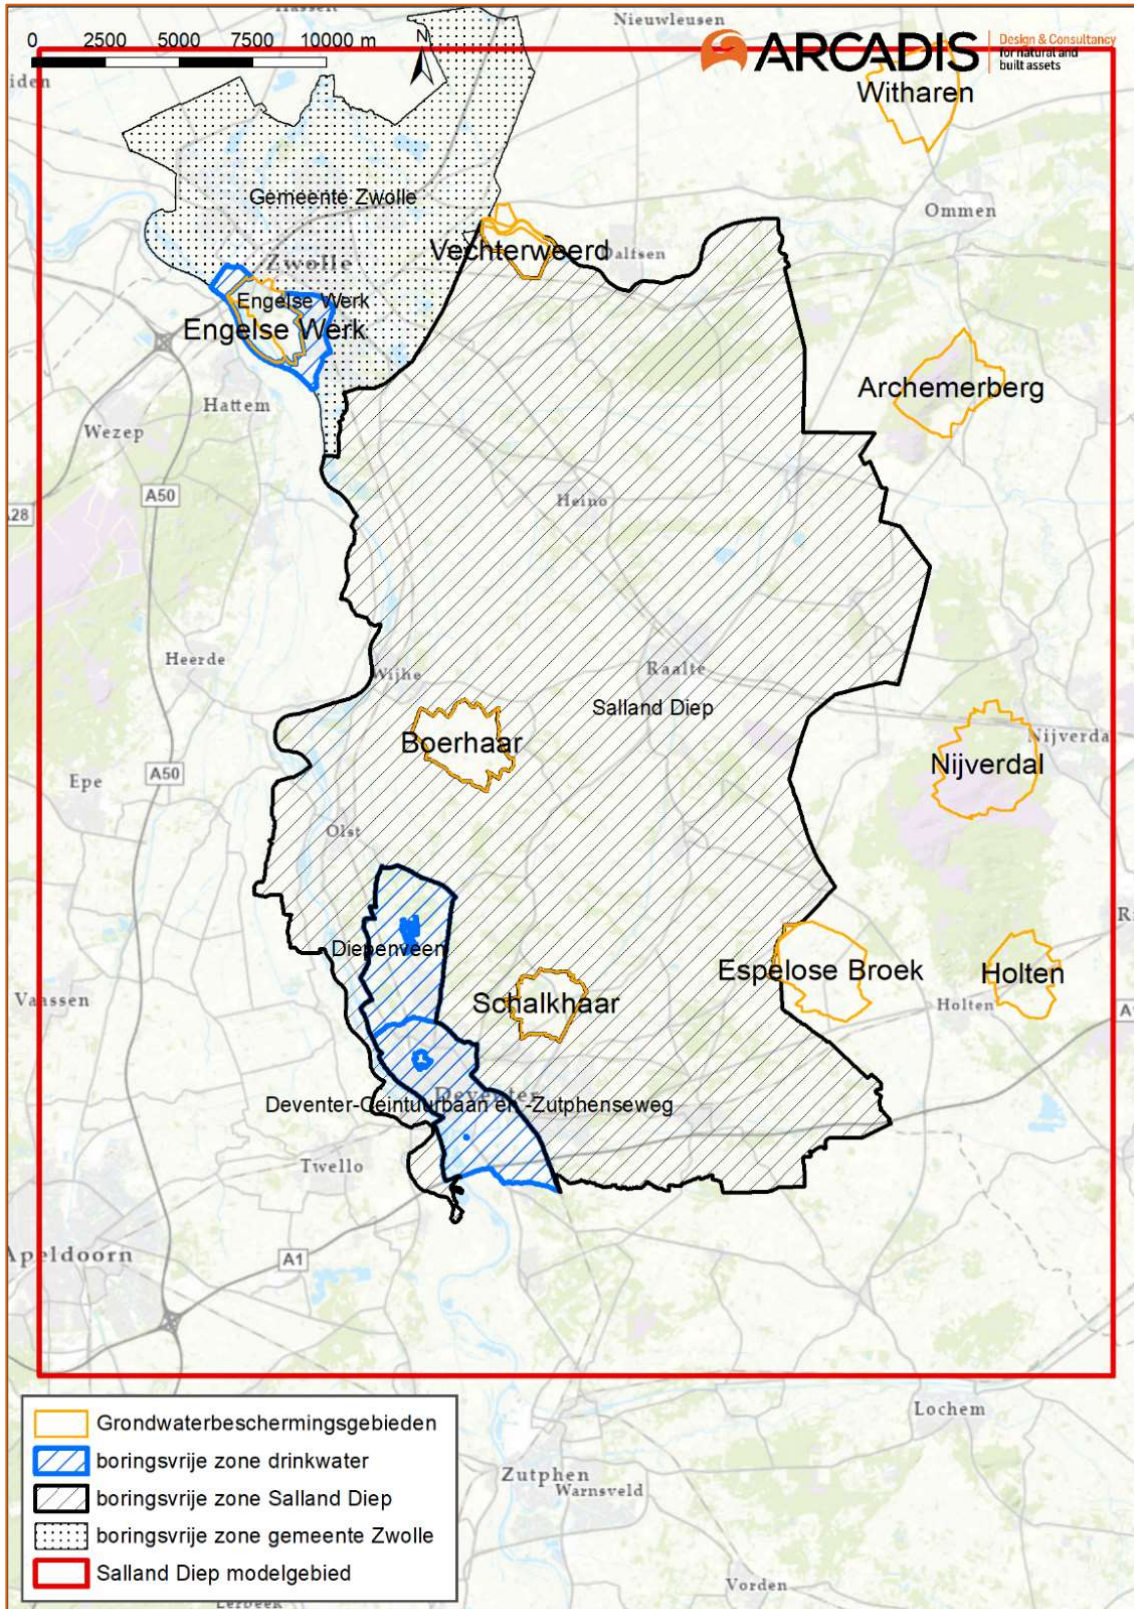 Hasselt
Nieuwleusen
0 2500 5000 7500 10000 m
N
ARCADIS
Design & Consultancy
for natural and
built assets
Witharen
Gemeente Zwolle
Ommen
Vechterweerd
Dalfsen
Zwolle
Engelse Werk
Engelse Werk
Archemerberg
Hattem
Wezep
A50
A28
Heino
Heerde
Wijhe
Raalte
Salland Diep
Boerhaar
Nijverdal
Nijverdal
Epe
A50
Olst
Diepenveen
Espelose Broek
Holten
Schalkhaar
Vaassen
Holten
Deventer
Deventer-Ceintuurbaan en -Zutphenseweg
Twello
Apeldoorn
A1
Grondwaterbeschermingsgebieden
boringsvrije zone drinkwater
boringsvrije zone Salland Diep
boringsvrije zone gemeente Zwolle
Salland Diep modelgebied
Lochem
Zutphen
Warnsveld
Vorden